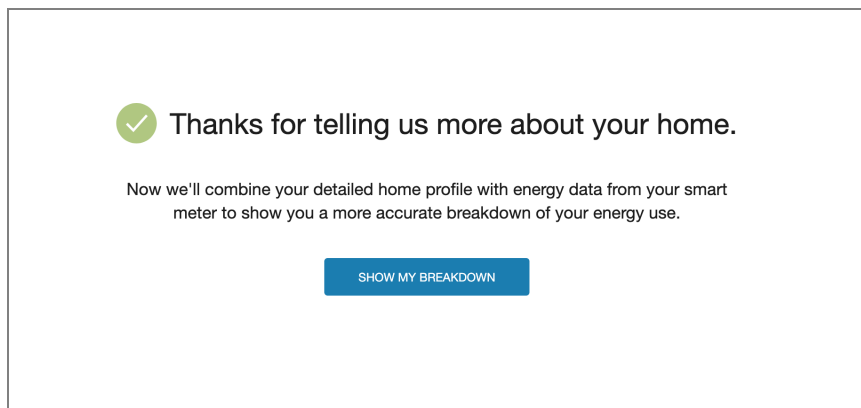 Thanks for telling us more about your home.
Now we'll combine your detailed home profile with energy data from your smart
meter to show you a more accurate breakdown of your energy use.
SHOW MY BREAKDOWN